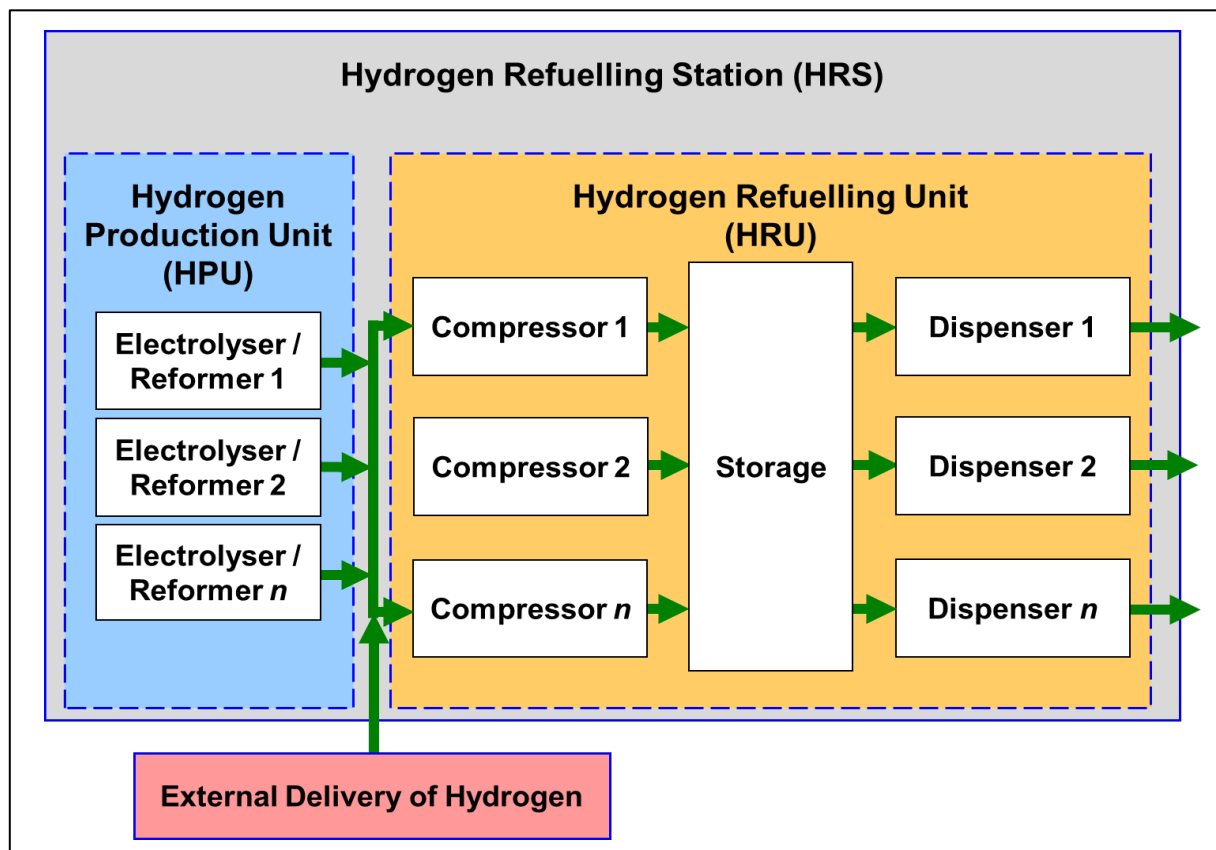 Hydrogen Refuelling Station (HRS)
Hydrogen
Production Unit
(HPU)
Electrolyser /
Reformer 1
Electrolyser /
Reformer 2
Electrolyser /
Reformer n
Hydrogen Refuelling Unit
(HRU)
Compressor 1
Compressor 2
Compressor n
Storage
Dispenser 1
Dispenser 2
Dispenser n
External Delivery of Hydrogen